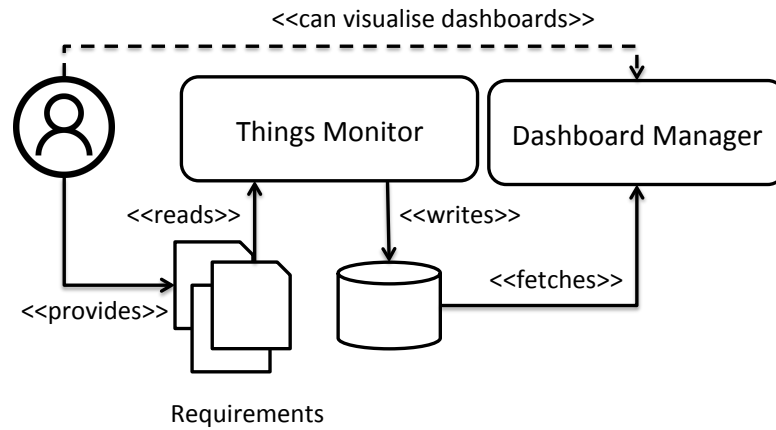 <<can visualise dashboards>>
Things Monitor
Dashboard Manager
<<reads>>
<<writes>>
<<provides>>
<<fetches>>
Requirements